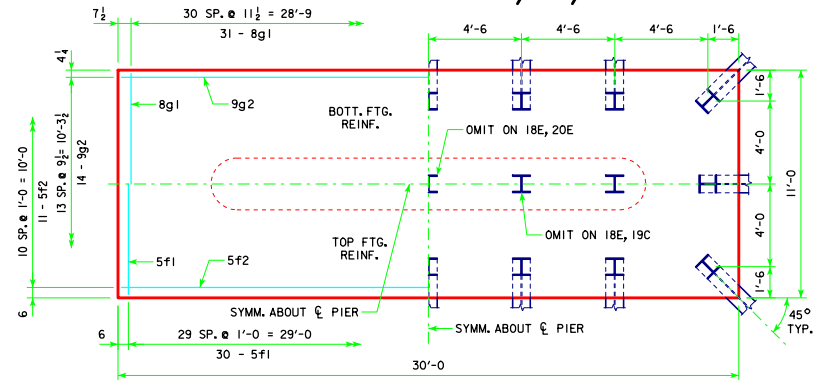 7½
30 SP. @ 11½ = 28'-9
31 - 8g1
4'-6
4'-6
4'-6
1'-6
4¼
8g1
9g2
BOTT. FTG.
REINF.
OMIT ON 18E, 20E
1'-6
4'-0
10 SP. @ 1'-0 = 10'-0
11 - 5f2
13 SP. @ 9½ = 10'-3½
14 - 9g2
11'-0
OMIT ON 18E, 19C
4'-0
TOP FTG.
REINF.
5f1
5f2
1'-6
6
SYMM. ABOUT ℄ PIER
SYMM. ABOUT ℄ PIER
45°
TYP.
6
29 SP. @ 1'-0 = 29'-0
30 - 5f1
30'-0